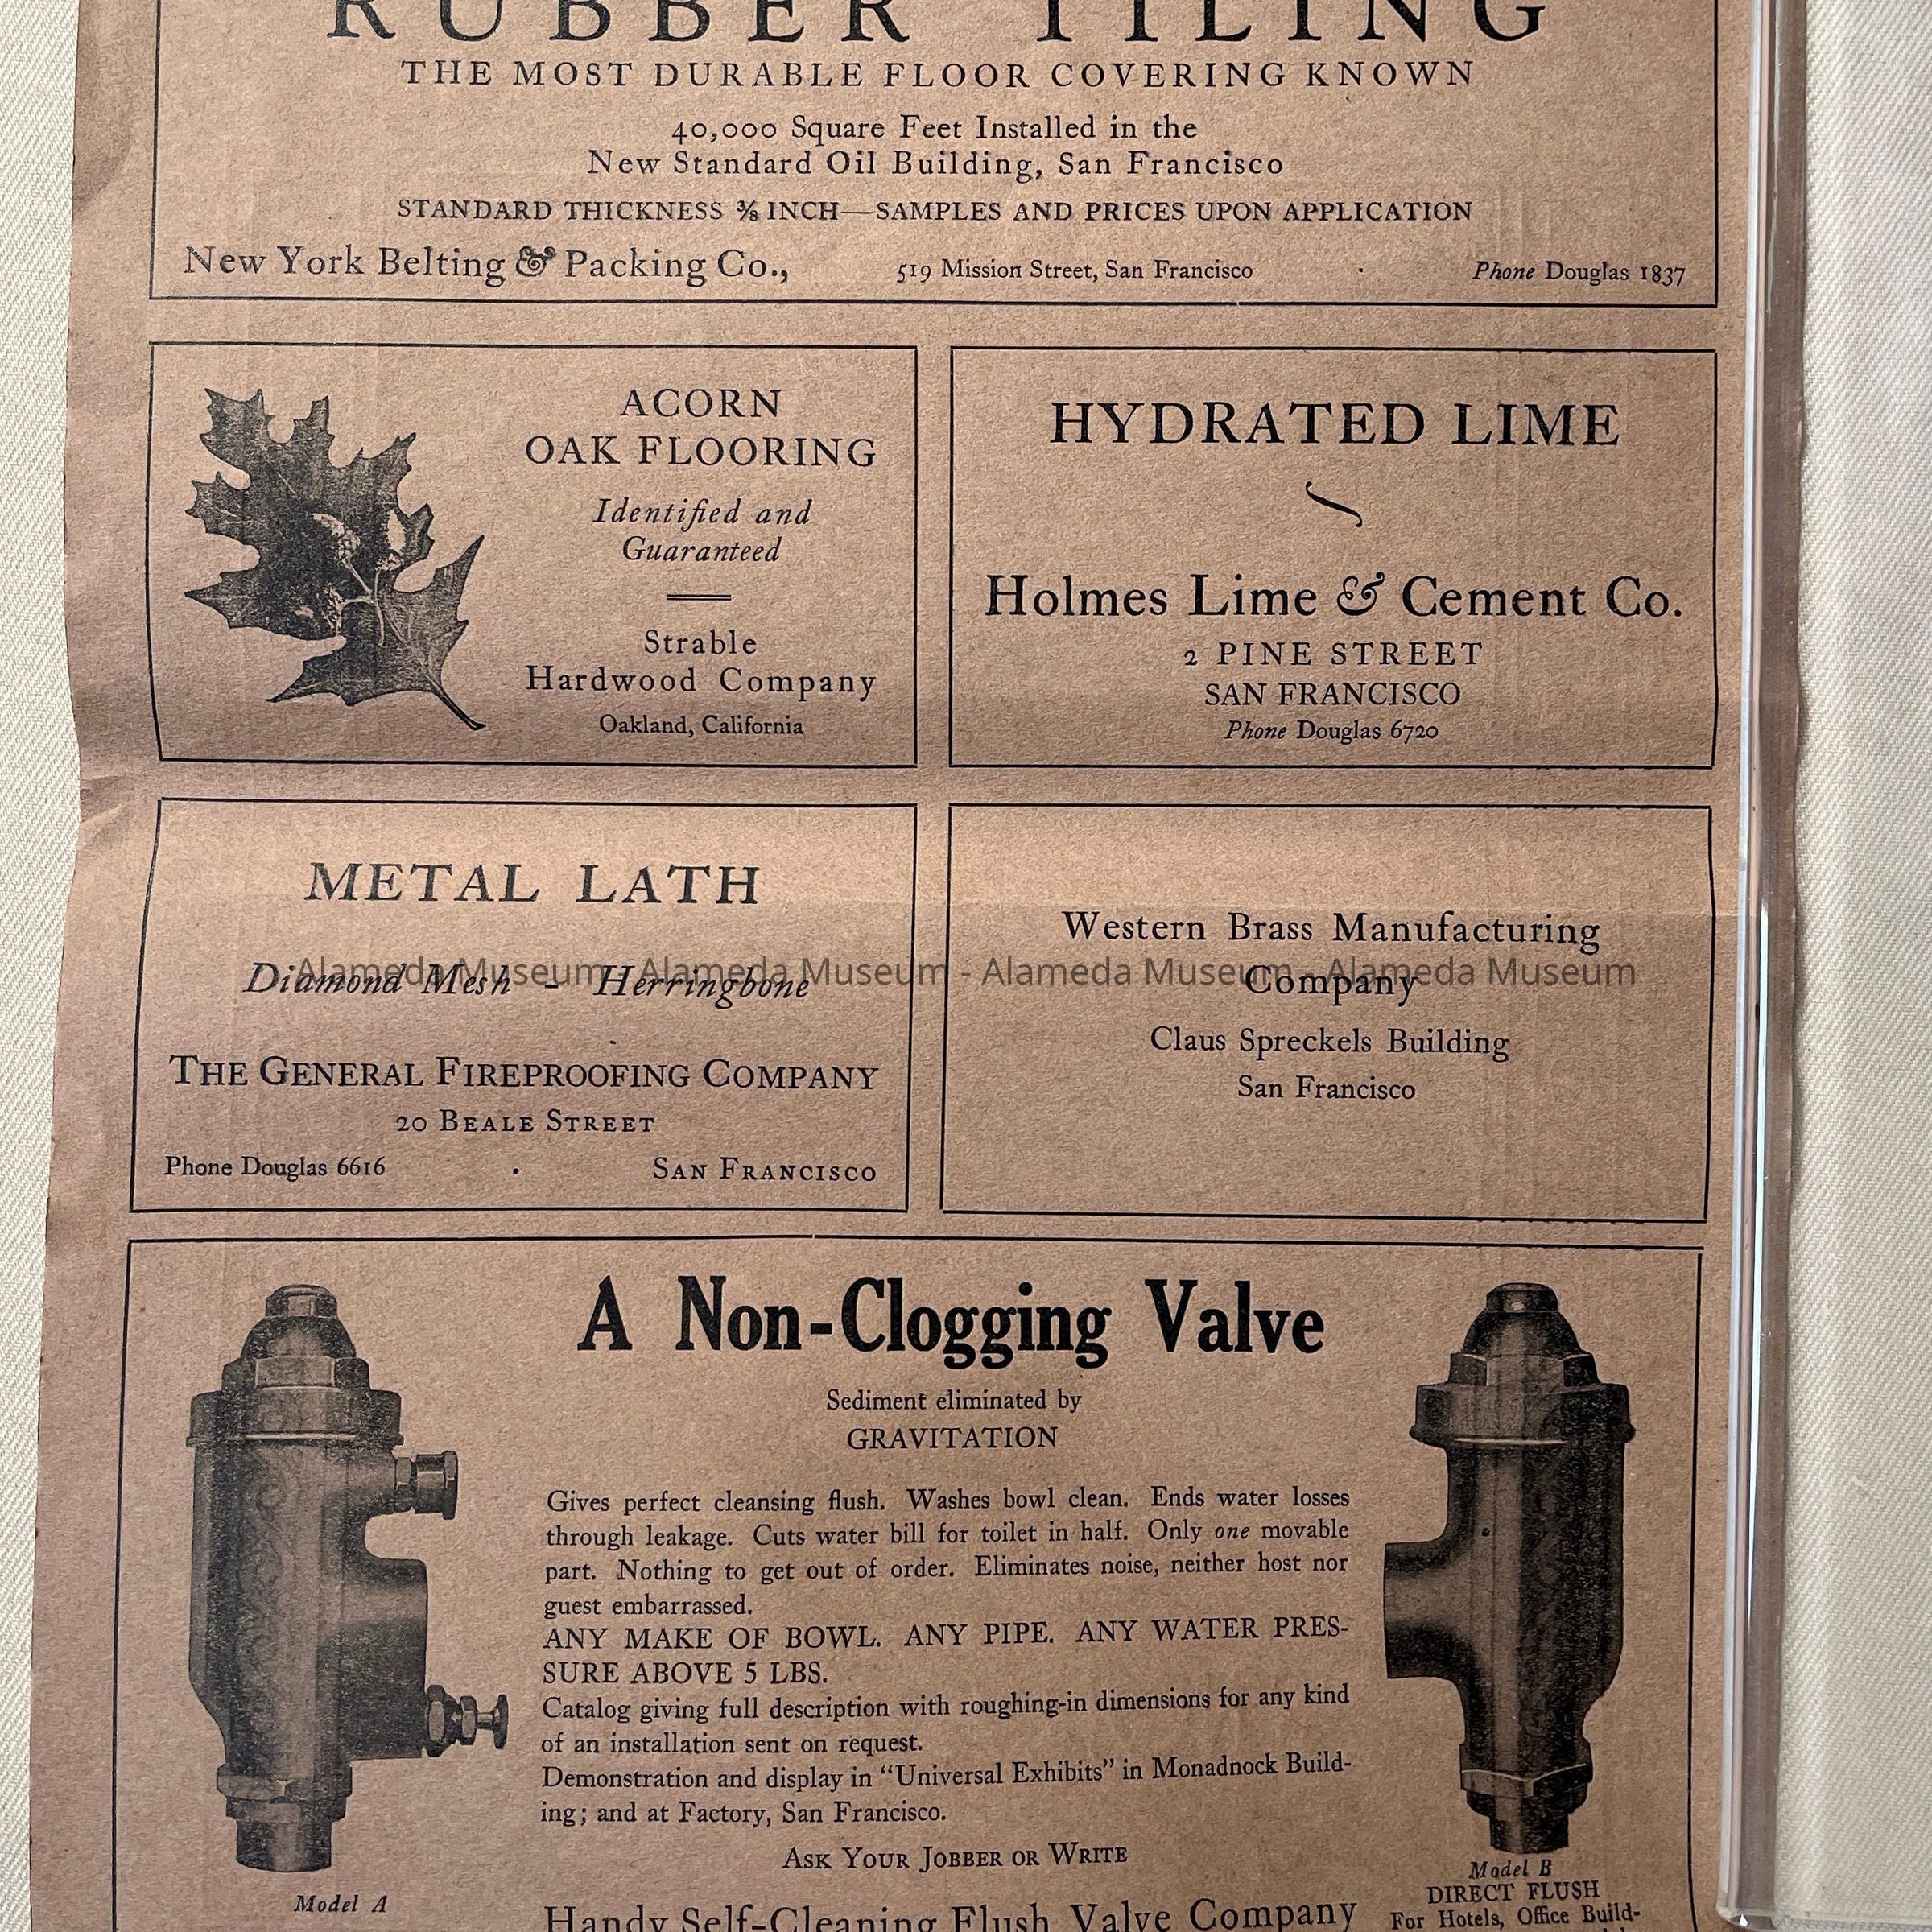 RUBBER TILING
THE MOST DURABLE FLOOR COVERING KNOWN
40,000 Square Feet Installed in the
New Standard Oil Building, San Francisco
STANDARD THICKNESS ⅜ INCH—SAMPLES AND PRICES UPON APPLICATION
New York Belting & Packing Co., 519 Mission Street, San Francisco · Phone Douglas 1837
ACORN
OAK FLOORING
Identified and
Guaranteed
Strable
Hardwood Company
Oakland, California
HYDRATED LIME
Holmes Lime & Cement Co.
2 PINE STREET
SAN FRANCISCO
Phone Douglas 6720
METAL LATH
Diamond Mesh - Herringbone
THE GENERAL FIREPROOFING COMPANY
20 BEALE STREET
Phone Douglas 6616 · SAN FRANCISCO
Western Brass Manufacturing
Company
Claus Spreckels Building
San Francisco
Alameda Museum - Alameda Museum - Alameda Museum - Alameda Museum
A Non-Clogging Valve
Sediment eliminated by
GRAVITATION
Gives perfect cleansing flush. Washes bowl clean. Ends water losses
through leakage. Cuts water bill for toilet in half. Only one movable
part. Nothing to get out of order. Eliminates noise, neither host nor
guest embarrassed.
ANY MAKE OF BOWL. ANY PIPE. ANY WATER PRES-
SURE ABOVE 5 LBS.
Catalog giving full description with roughing-in dimensions for any kind
of an installation sent on request.
Demonstration and display in "Universal Exhibits" in Monadnock Build-
ing; and at Factory, San Francisco.
ASK YOUR JOBBER OR WRITE
Handy Self-Cleaning Flush Valve Company
Model A
Model B
DIRECT FLUSH
For Hotels, Office Build-